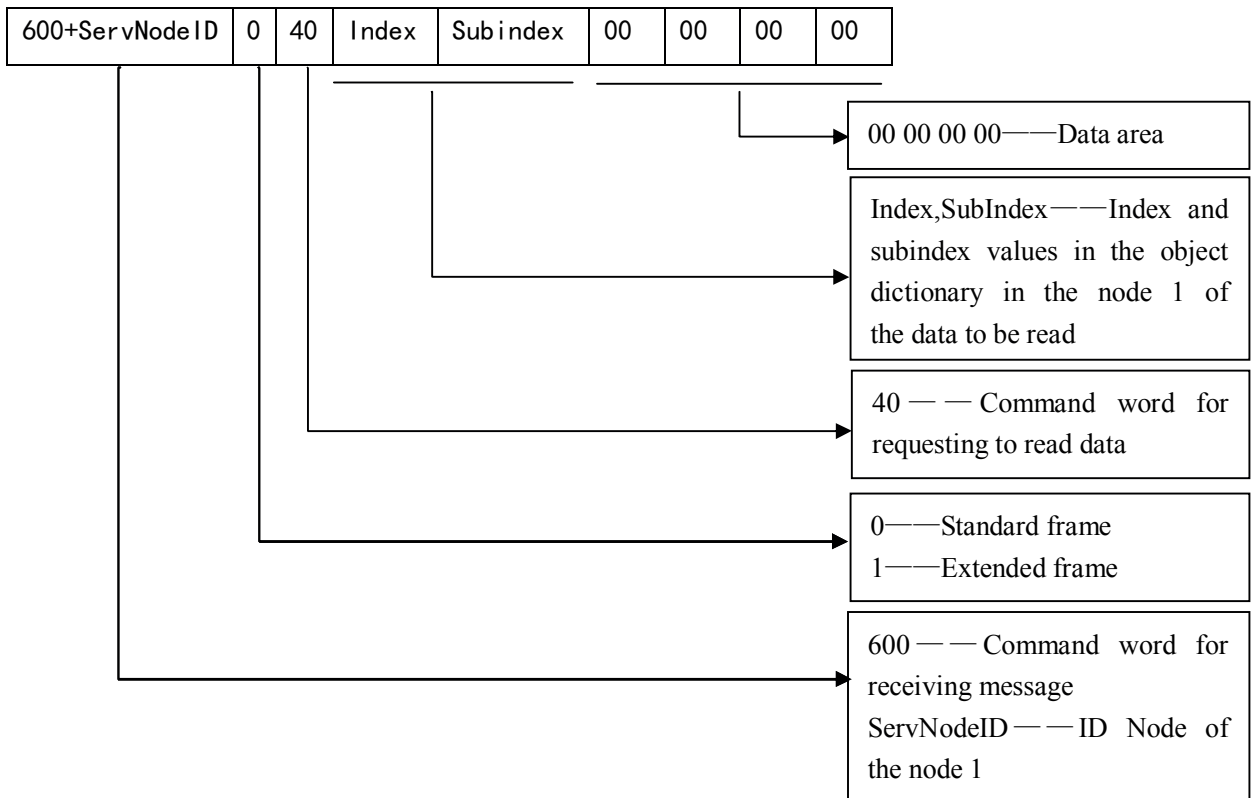 600+ServNodeID 0 40 Index Subindex 00 00 00 00
00 00 00 00——Data area
Index,SubIndex——Index and
subindex values in the object
dictionary in the node 1 of
the data to be read
40 — — Command word for
requesting to read data
0——Standard frame
1——Extended frame
600 — — Command word for
receiving message
ServNodeID — — ID Node of
the node 1